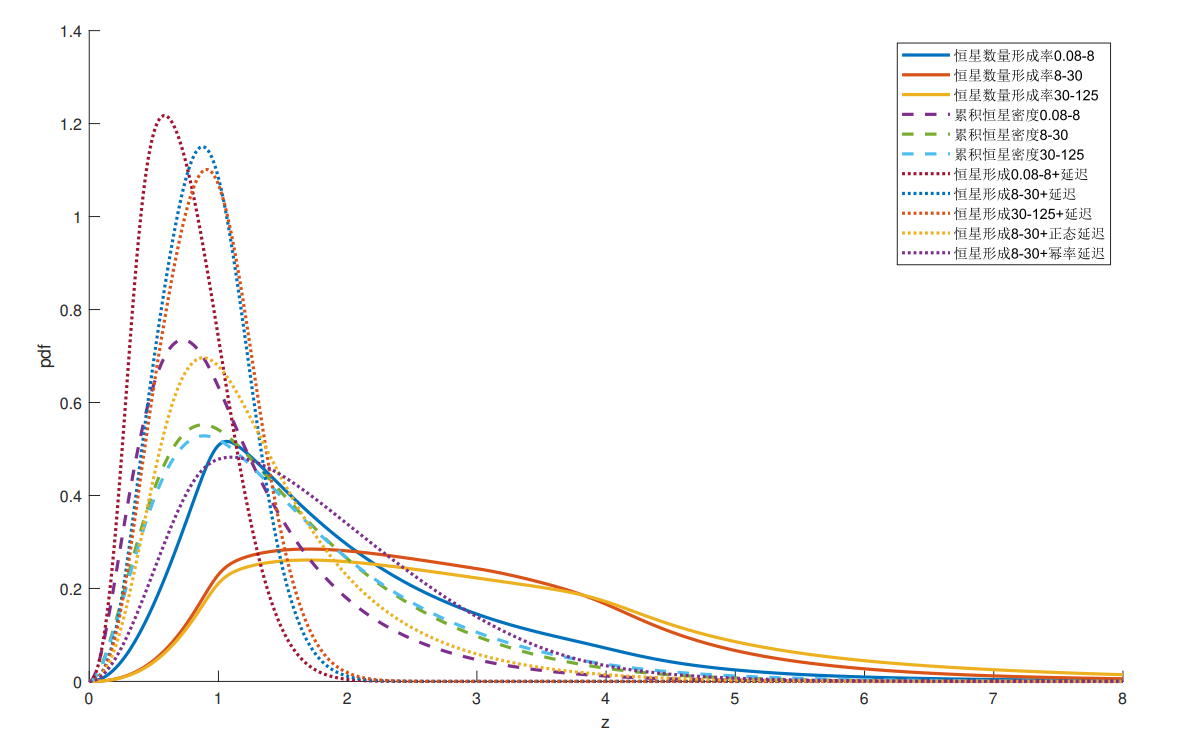 1.4
1.2
1
0.8
0.6
0.4
0.2
0
pdf
恒星数量形成率0.08-8
恒星数量形成率8-30
恒星数量形成率30-125
累积恒星密度0.08-8
累积恒星密度8-30
累积恒星密度30-125
恒星形成0.08-8+延迟
恒星形成8-30+延迟
恒星形成30-125+延迟
恒星形成8-30+正态延迟
恒星形成8-30+幂率延迟
0 1 2 3 4 5 6 7 8
z